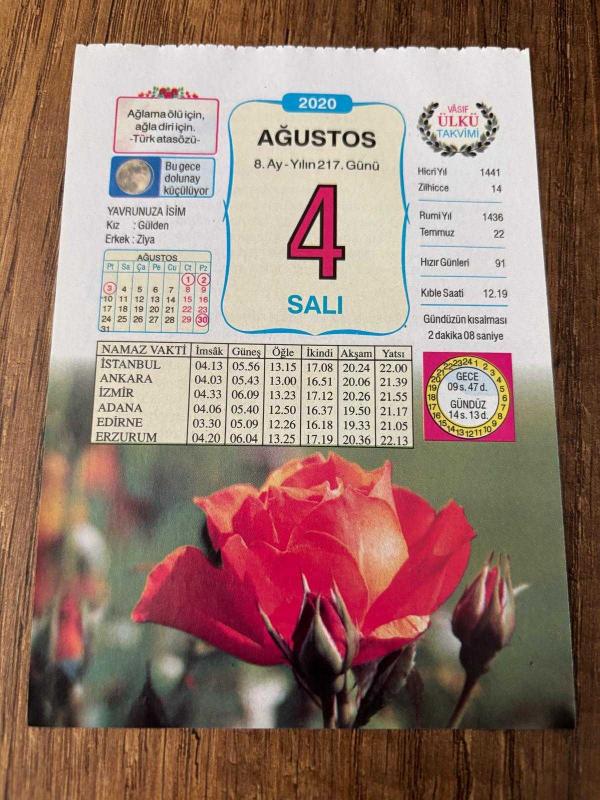 2020
AĞUSTOS
8. Ay - Yılın 217. Günü
4
SALI
Ağlama ölü için,
ağla diri için.
-Türk atasözü-
Bu gece
dolunay
küçülüyor
YAVRUNUZA İSİM
Kız : Gülden
Erkek : Ziya
AĞUSTOS
Pt Sa Ça Pe Cu Ct Pz
1 2
3 4 5 6 7 8 9
10 11 12 13 14 15 16
17 18 19 20 21 22 23
24 25 26 27 28 29 30
31
VÂSIF
ÜLKÜ
TAKVİMİ
Hicri Yıl 1441
Zilhicce 14
Rumi Yıl 1436
Temmuz 22
Hızır Günleri 91
Kıble Saati 12.19
Gündüzün kısalması
2 dakika 08 saniye
NAMAZ VAKTİ İmsâk Güneş Öğle İkindi Akşam Yatsı
İSTANBUL 04.13 05.56 13.15 17.08 20.24 22.00
ANKARA 04.03 05.43 13.00 16.51 20.06 21.39
İZMİR 04.33 06.09 13.23 17.12 20.26 21.55
ADANA 04.06 05.40 12.50 16.37 19.50 21.17
EDİRNE 03.30 05.09 12.26 16.18 19.33 21.05
ERZURUM 04.20 06.04 13.25 17.19 20.36 22.13
GECE
09 s. 47 d.
GÜNDÜZ
14 s. 13 d.